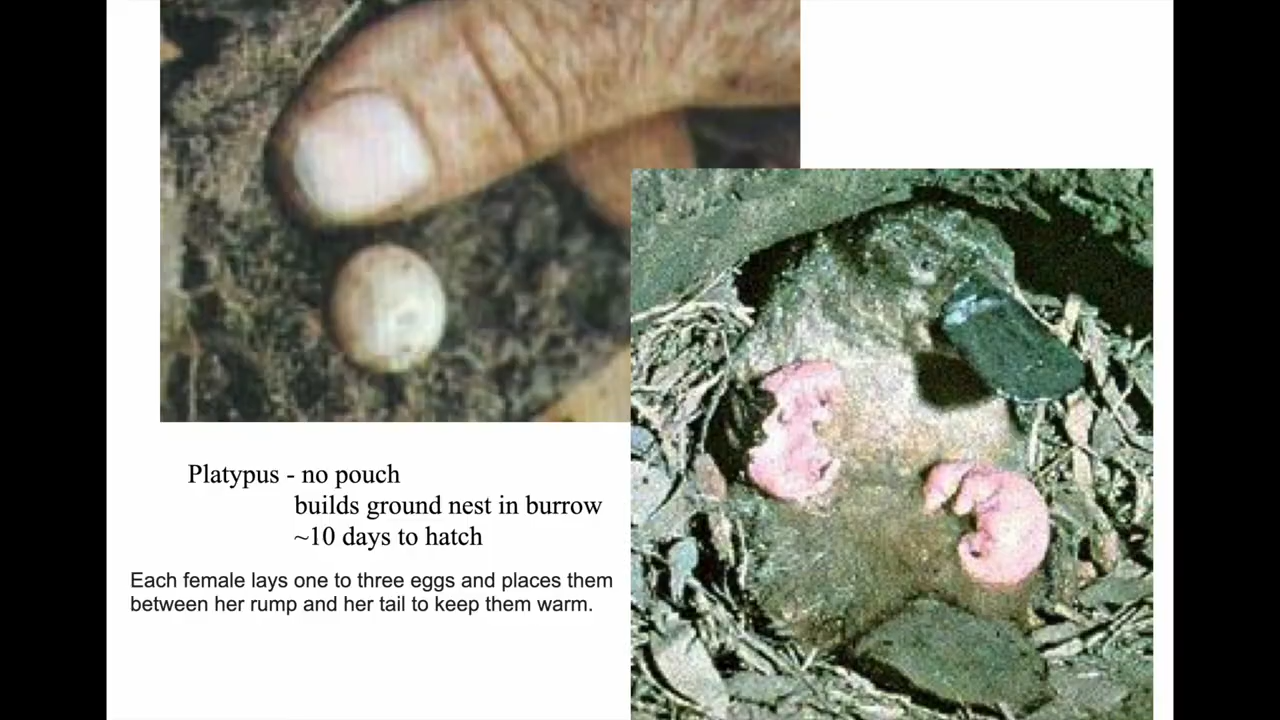 Platypus - no pouch
builds ground nest in burrow
~10 days to hatch
Each female lays one to three eggs and places them
between her rump and her tail to keep them warm.